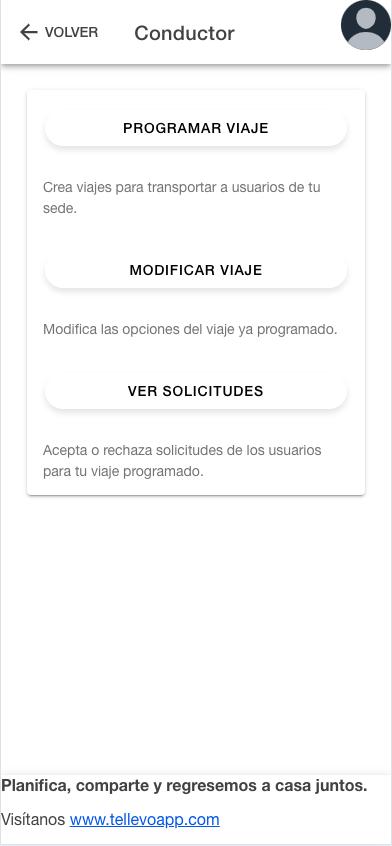 VOLVER
Conductor
PROGRAMAR VIAJE
Crea viajes para transportar a usuarios de tu
sede.
MODIFICAR VIAJE
Modifica las opciones del viaje ya programado.
VER SOLICITUDES
Acepta o rechaza solicitudes de los usuarios
para tu viaje programado.
Planifica, comparte y regresemos a casa juntos.
Visítanos www.tellevoapp.com